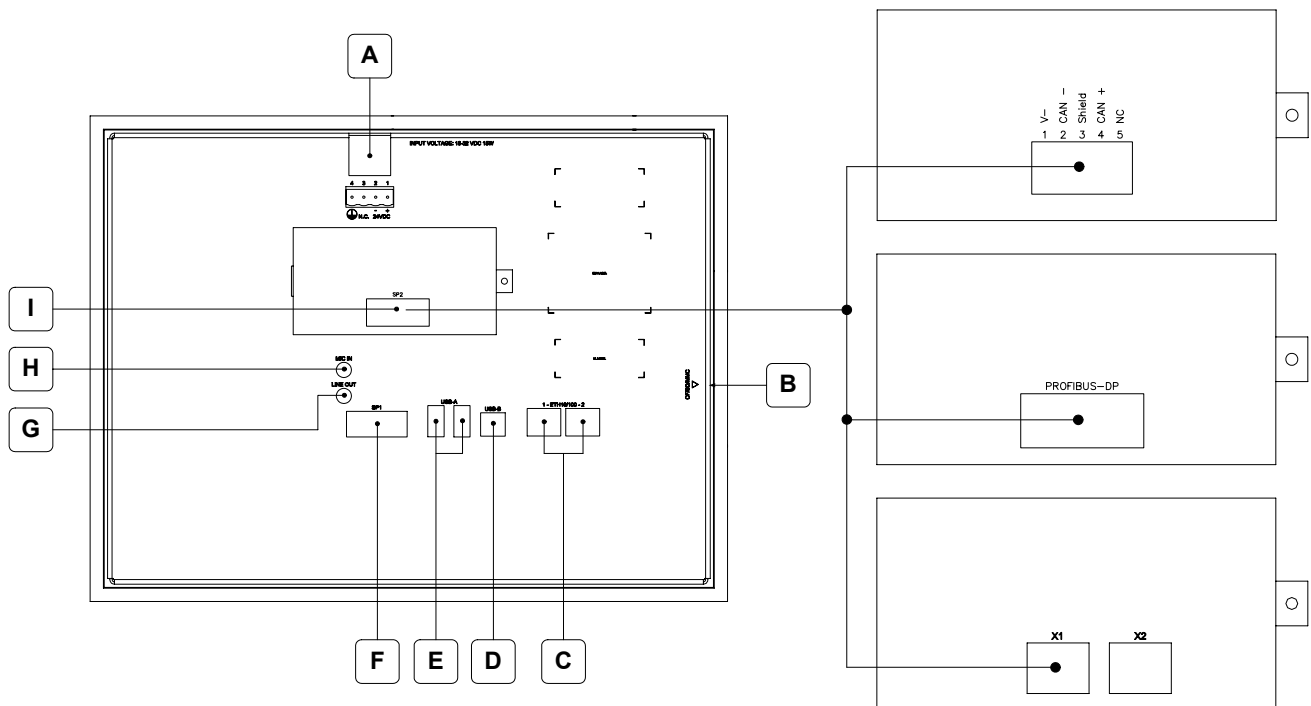 A
INPUT VOLTAGE: 18-32 VDC 15W
4 3 2 1
- +
N.C. 24VDC
SP2
I
H
MIC IN
G
LINE OUT
SP1
USB-A
USB-B
1 - ETH10/100 - 2
B
F
E
D
C
V-
CAN -
Shield
CAN +
NC
1 2 3 4 5
PROFIBUS-DP
X1
X2